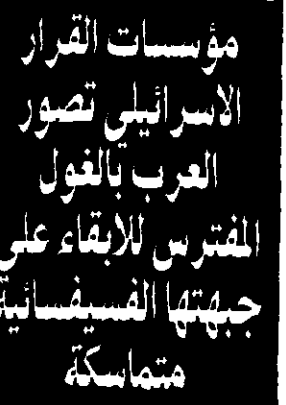 مؤسسات القرار
الاسرائيلي تصور
العرب بالغول
المفترس للابقاء على
جبهتها الفسيفسائية
متماسكة